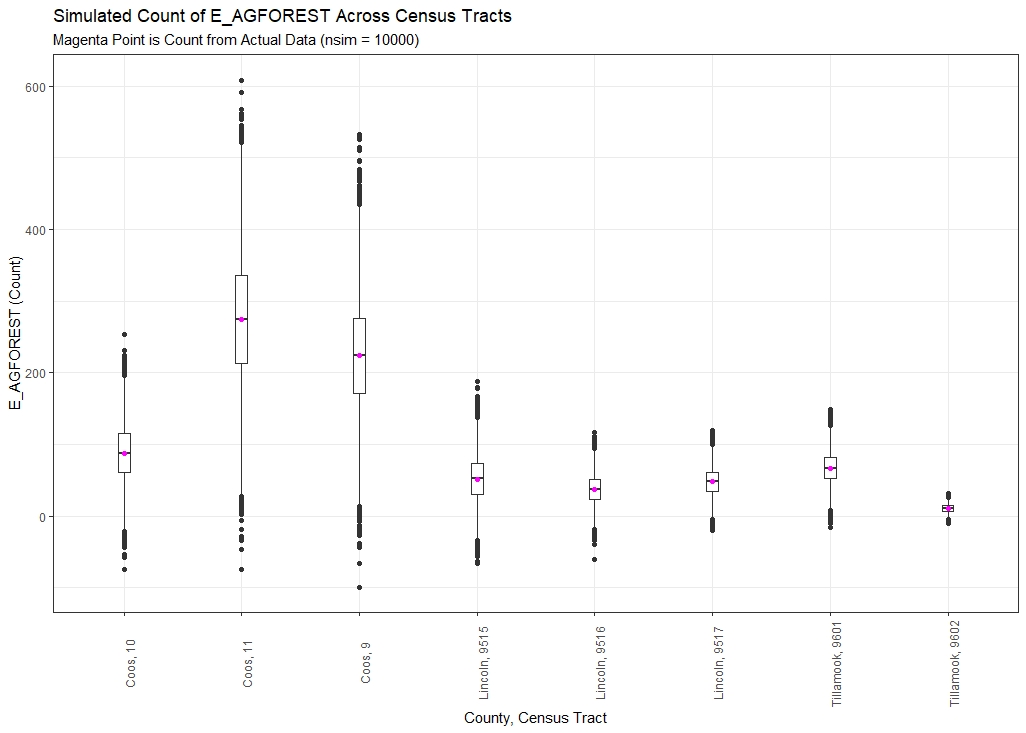 Simulated Count of E_AGFOREST Across Census Tracts
Magenta Point is Count from Actual Data (nsim = 10000)
E_AGFOREST (Count)
600
400
200
0
Coos, 10
Coos, 11
Coos, 9
Lincoln, 9515
Lincoln, 9516
Lincoln, 9517
Tillamook, 9601
Tillamook, 9602
County, Census Tract